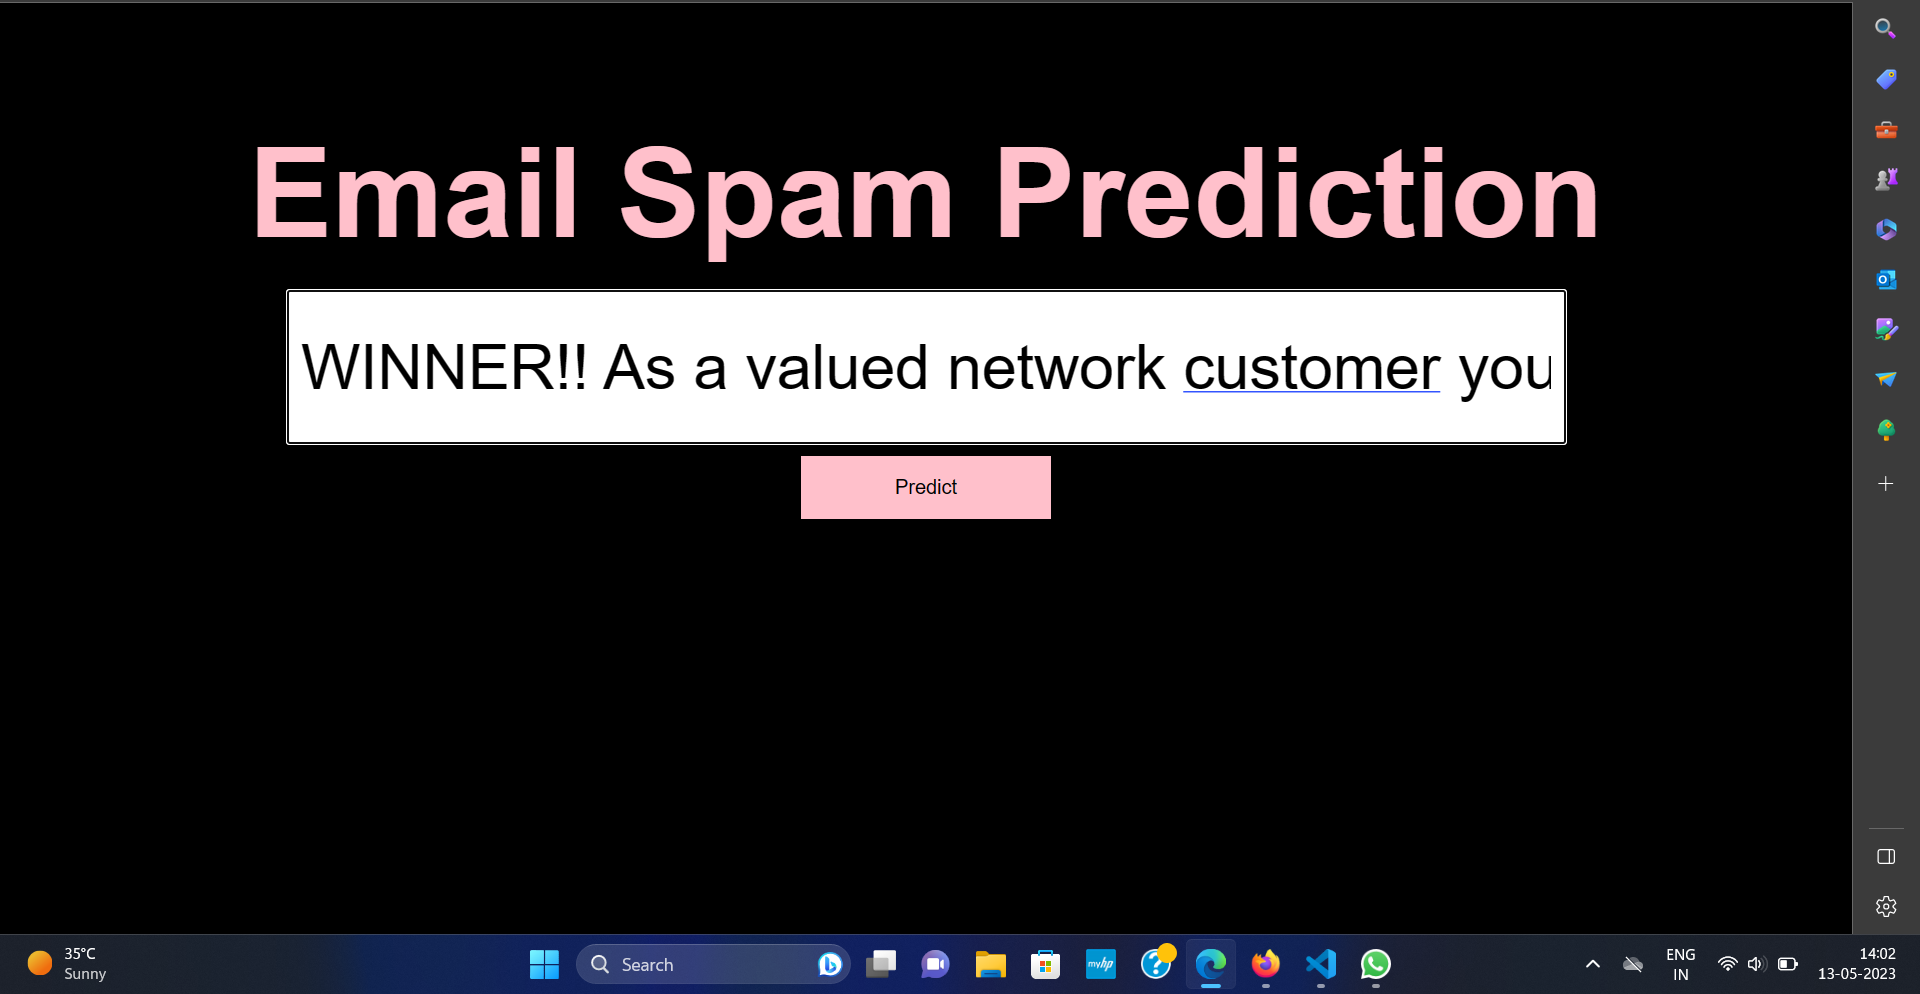 Email Spam Prediction
WINNER!! As a valued network customer you
Predict
35°C
Sunny
Search
myhp
ENG
IN
14:02
13-05-2023